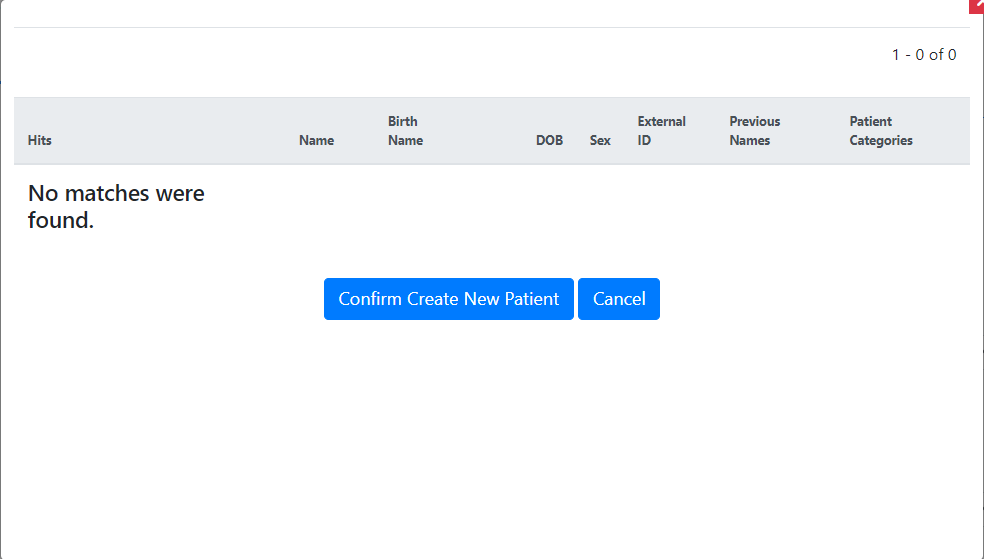 1 - 0 of 0
Hits Name Birth Name DOB Sex External ID Previous Names Patient Categories
No matches were
found.
Confirm Create New Patient Cancel